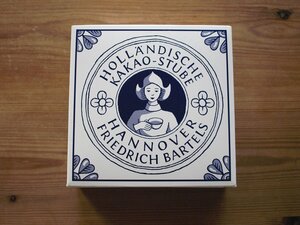 HOLLÄNDISCHE
KAKAO-STUBE
HANNOVER
FRIEDRICH BARTELS